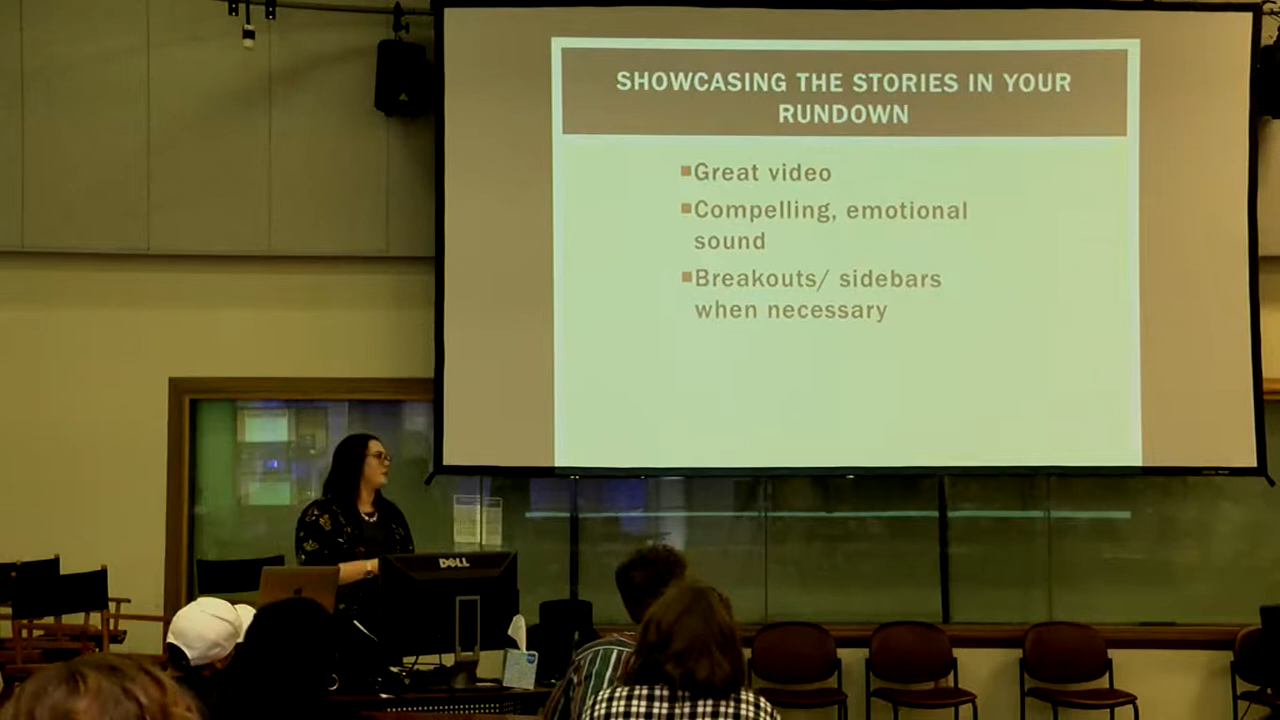 SHOWCASING THE STORIES IN YOUR
RUNDOWN
Great video
Compelling, emotional
sound
Breakouts/ sidebars
when necessary
DELL